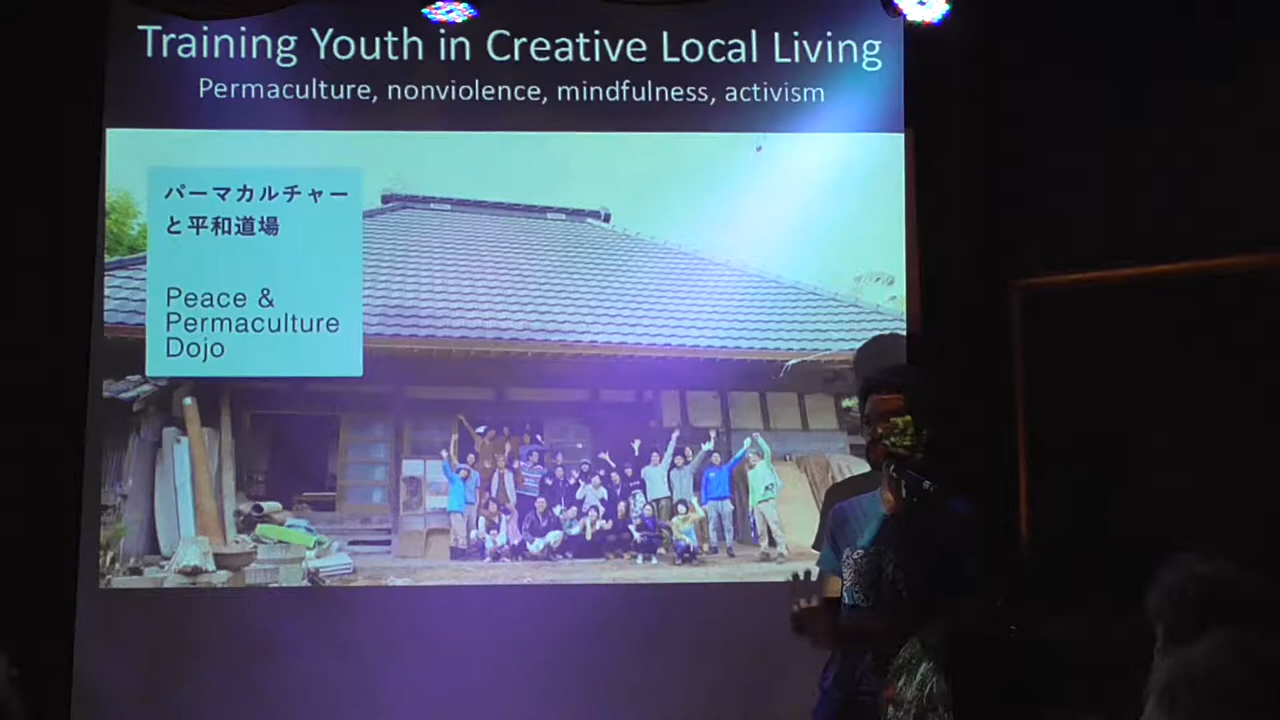 Training Youth in Creative Local Living
Permaculture, nonviolence, mindfulness, activism
パーマカルチャー
と平和道場
Peace &
Permaculture
Dojo